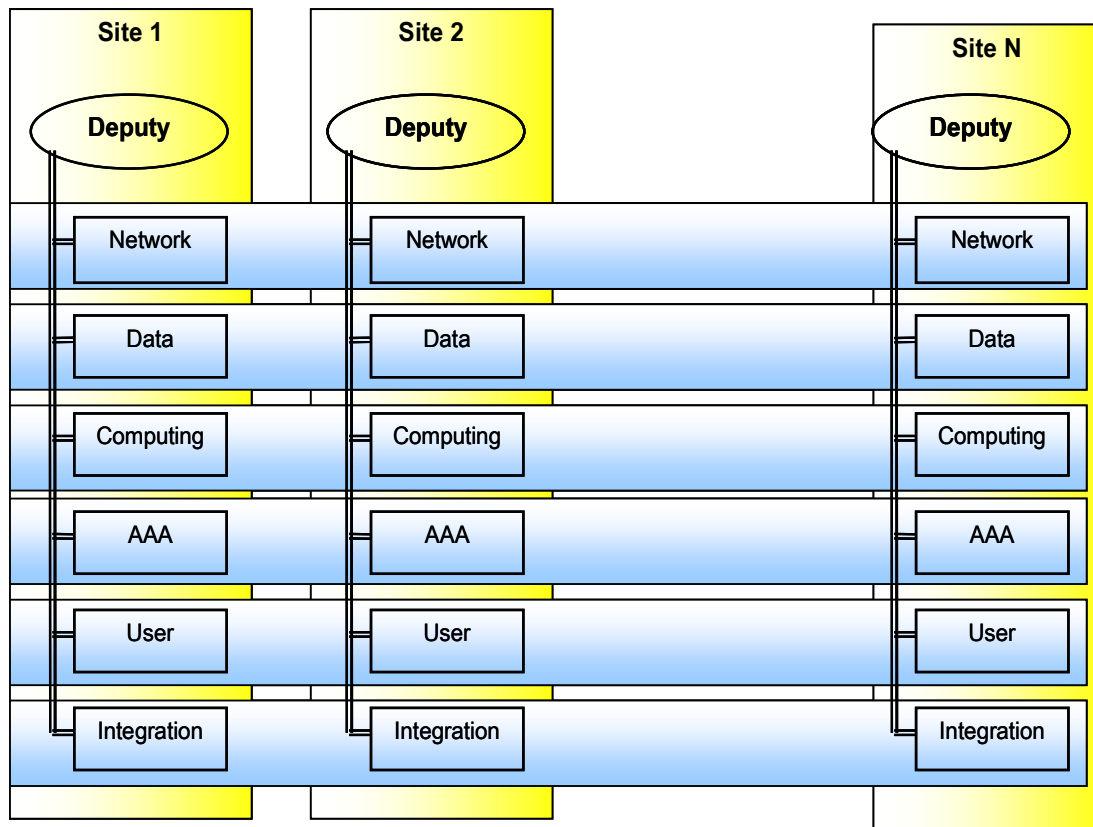 Site 1
Site 2
Site N
Deputy
Deputy
Deputy
Network
Network
Network
Data
Data
Data
Computing
Computing
Computing
AAA
AAA
AAA
User
User
User
Integration
Integration
Integration